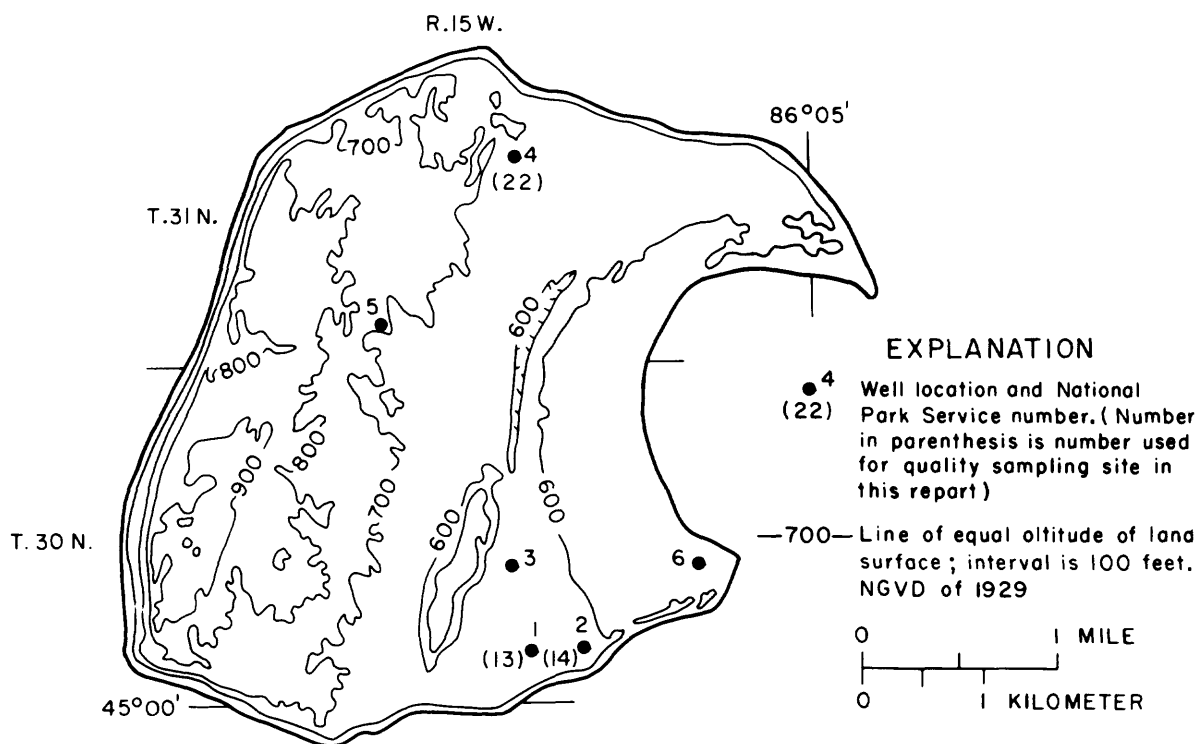 R.15 W.
86°05'
700
4
(22)
T.31 N.
5
600
EXPLANATION
800
4
(22)
Well location and National
Park Service number. (Number
in parenthesis is number used
for quality sampling site in
this report)
900
800
700
600
600
T. 30 N.
3
6
—700— Line of equal altitude of land
surface; interval is 100 feet.
NGVD of 1929
1
2
(13)
(14)
0 1 MILE
0 1 KILOMETER
45°00'